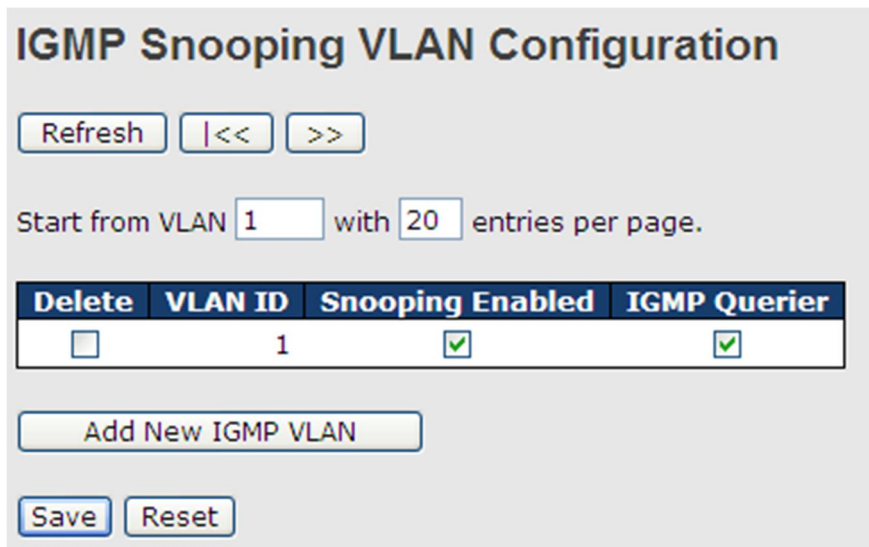 IGMP Snooping VLAN Configuration
Refresh |<< >>
Start from VLAN 1 with 20 entries per page.
Delete VLAN ID Snooping Enabled IGMP Querier
1
Add New IGMP VLAN
Save Reset